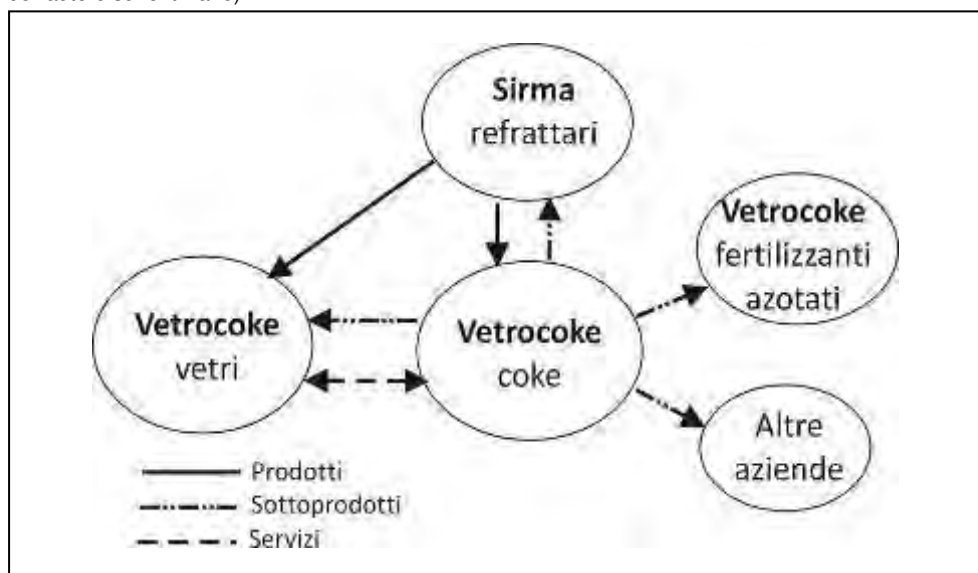 Sirma
refrattari
Vetrocoke
fertilizzanti
azotati
Vetrocoke
vetri
Vetrocoke
coke
Altre
aziende
Prodotti
Sottoprodotti
Servizi